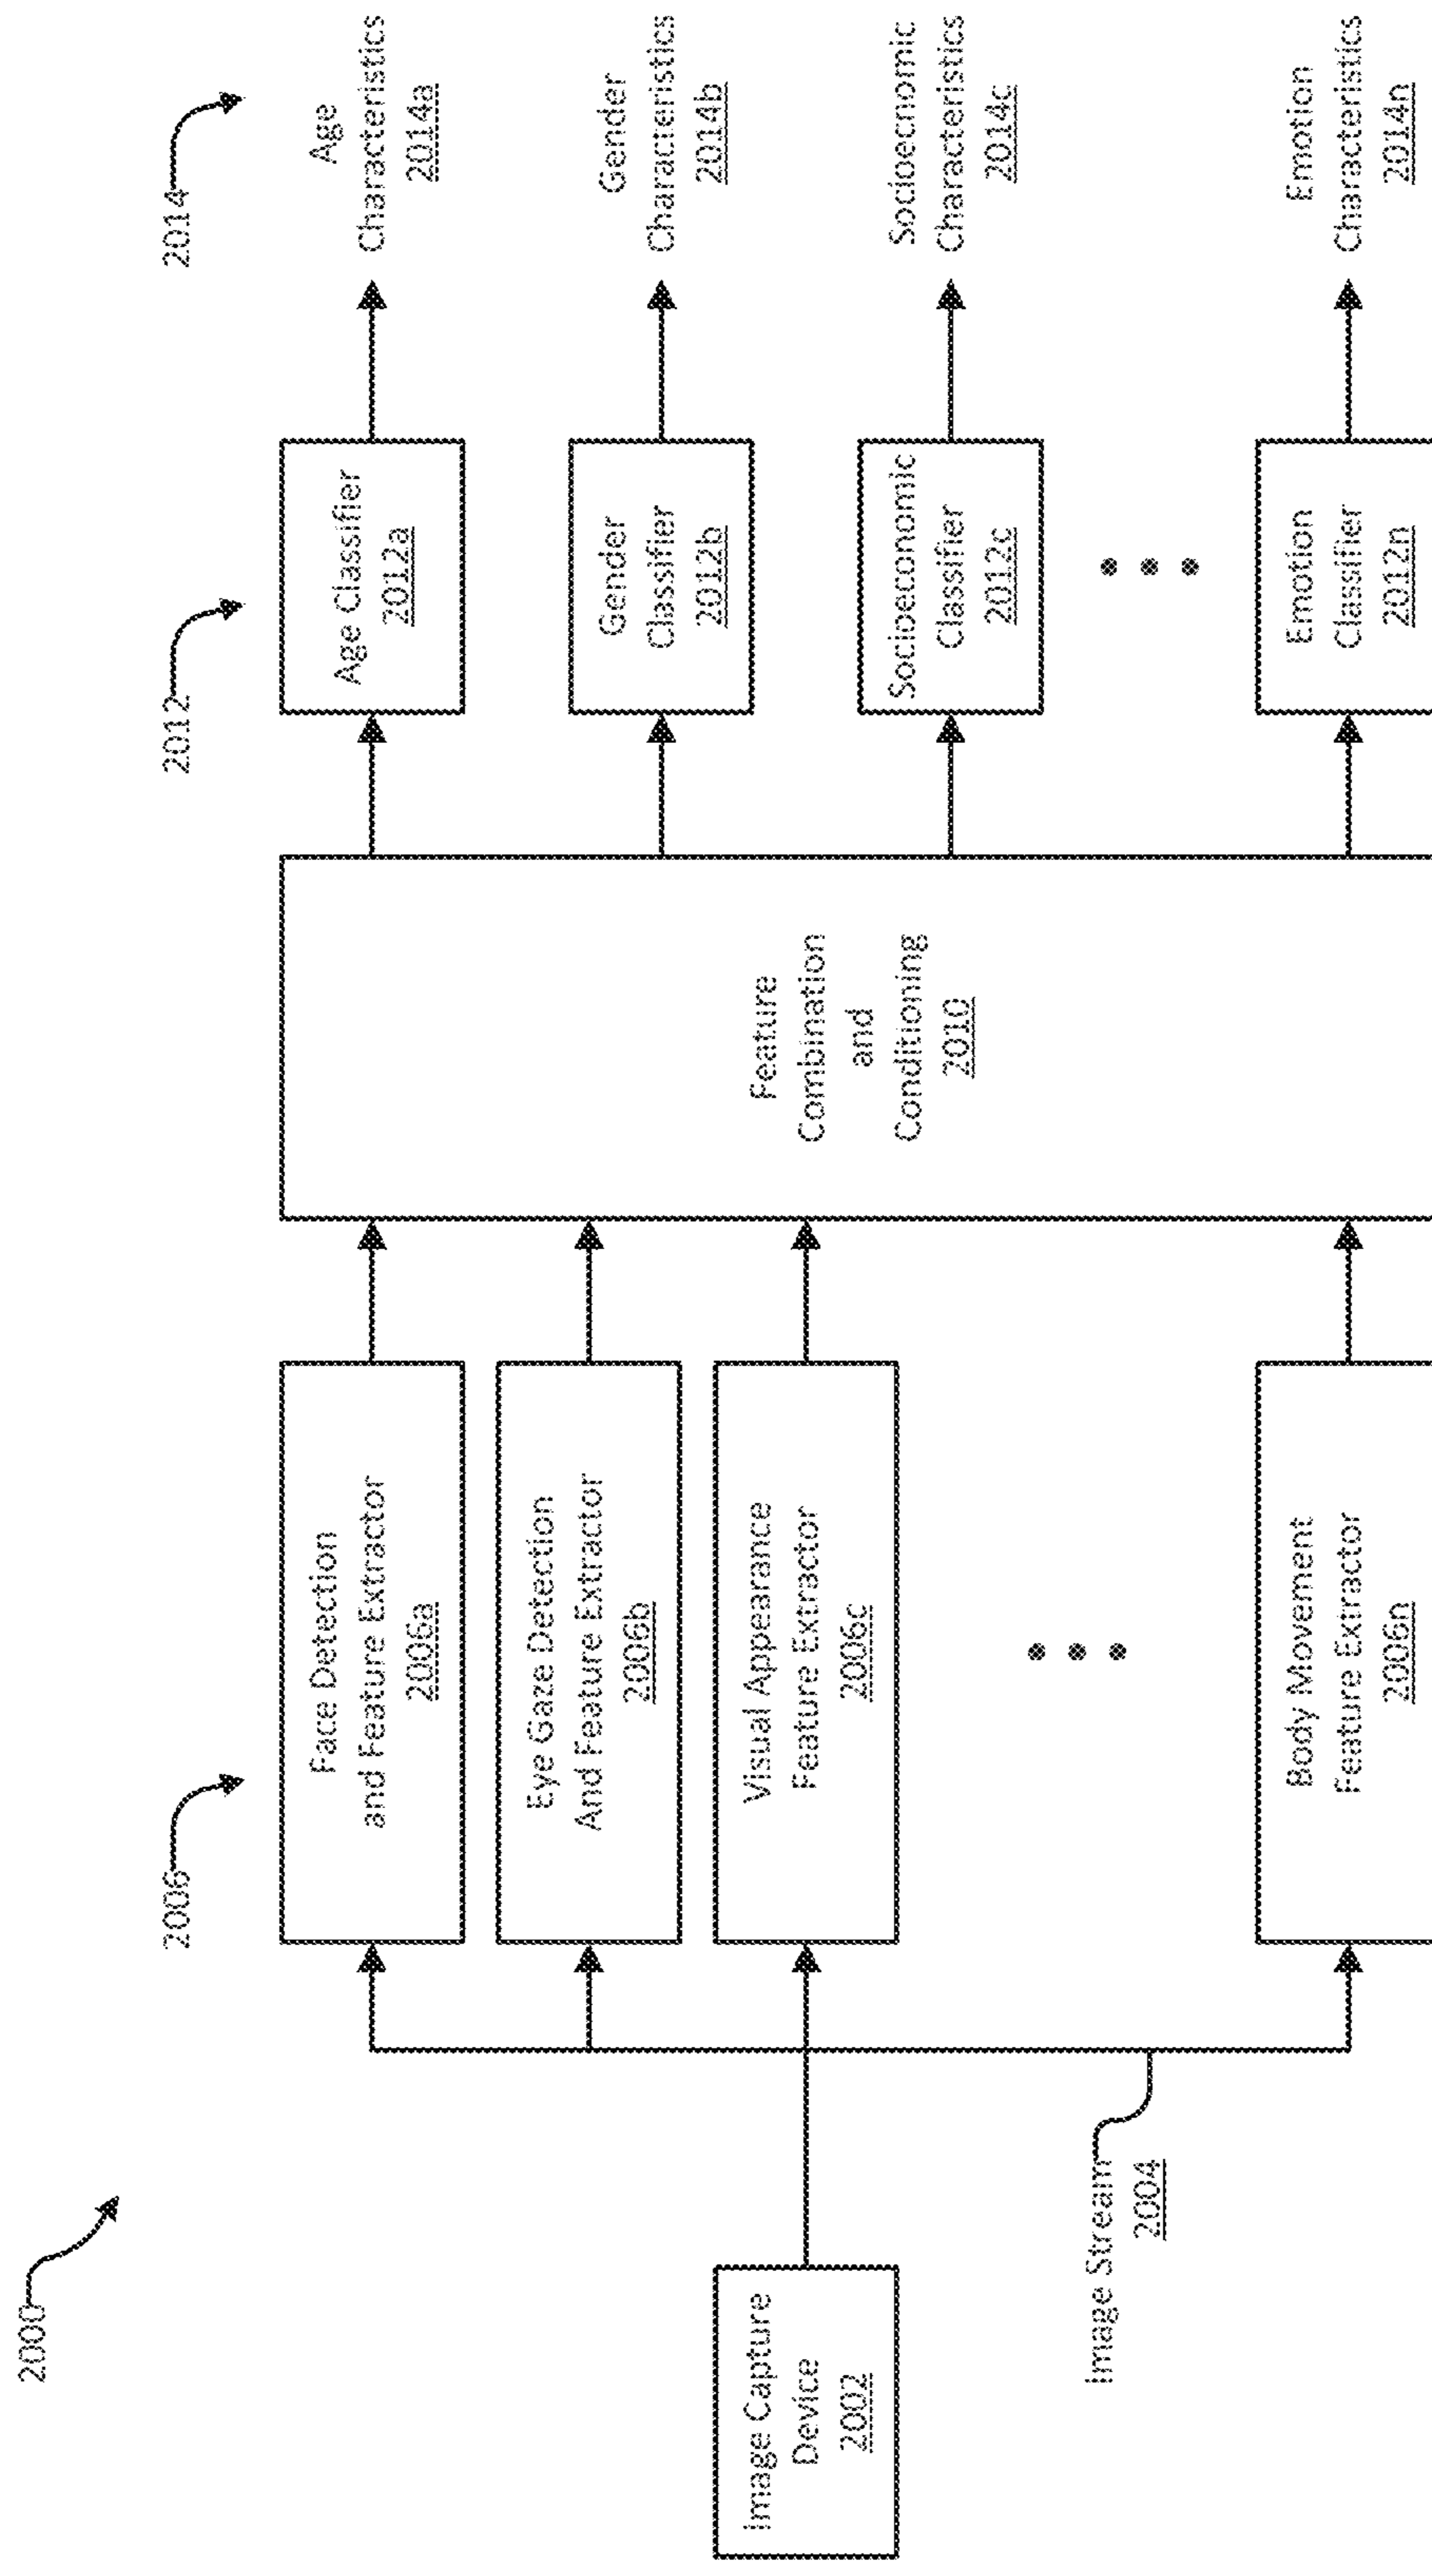 2000
Image Capture
Device
2002
Image Stream
2004
2006
Face Detection
and Feature Extractor
2006a
Eye Gaze Detection
And Feature Extractor
2006b
Visual Appearance
Feature Extractor
2006c
Body Movement
Feature Extractor
2006n
Feature
Combination
and
Conditioning
2010
2012
Age Classifier
2012a
Gender
Classifier
2012b
Socioeconomic
Classifier
2012c
Emotion
Classifier
2012n
2014
Age
Characteristics
2014a
Gender
Characteristics
2014b
Socioecnomic
Characteristics
2014c
Emotion
Characteristics
2014n